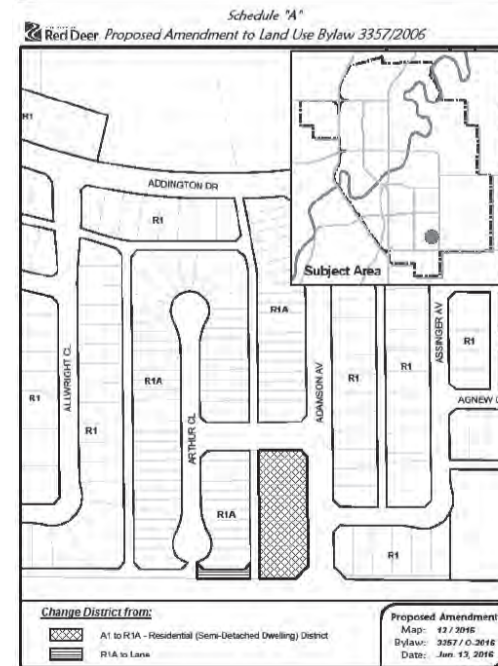 Schedule "A"
Red Deer Proposed Amendment to Land Use Bylaw 3357/2006
R1
ADDINGTON DR
R1
Subject Area
ALLWRIGHT CL
R1
R1
R1A
ARTHUR CL
R1A
R1A
ADAMSON AV
R1
R1
ASSINGER AV
R1
AGNEW
R1
Change District from:
A1 to R1A - Residential (Semi-Detached Dwelling) District
R1A to Lane
Proposed Amendment
Map: 12 / 2016
Bylaw: 3357 / O-2016
Date: Jun. 13, 2016